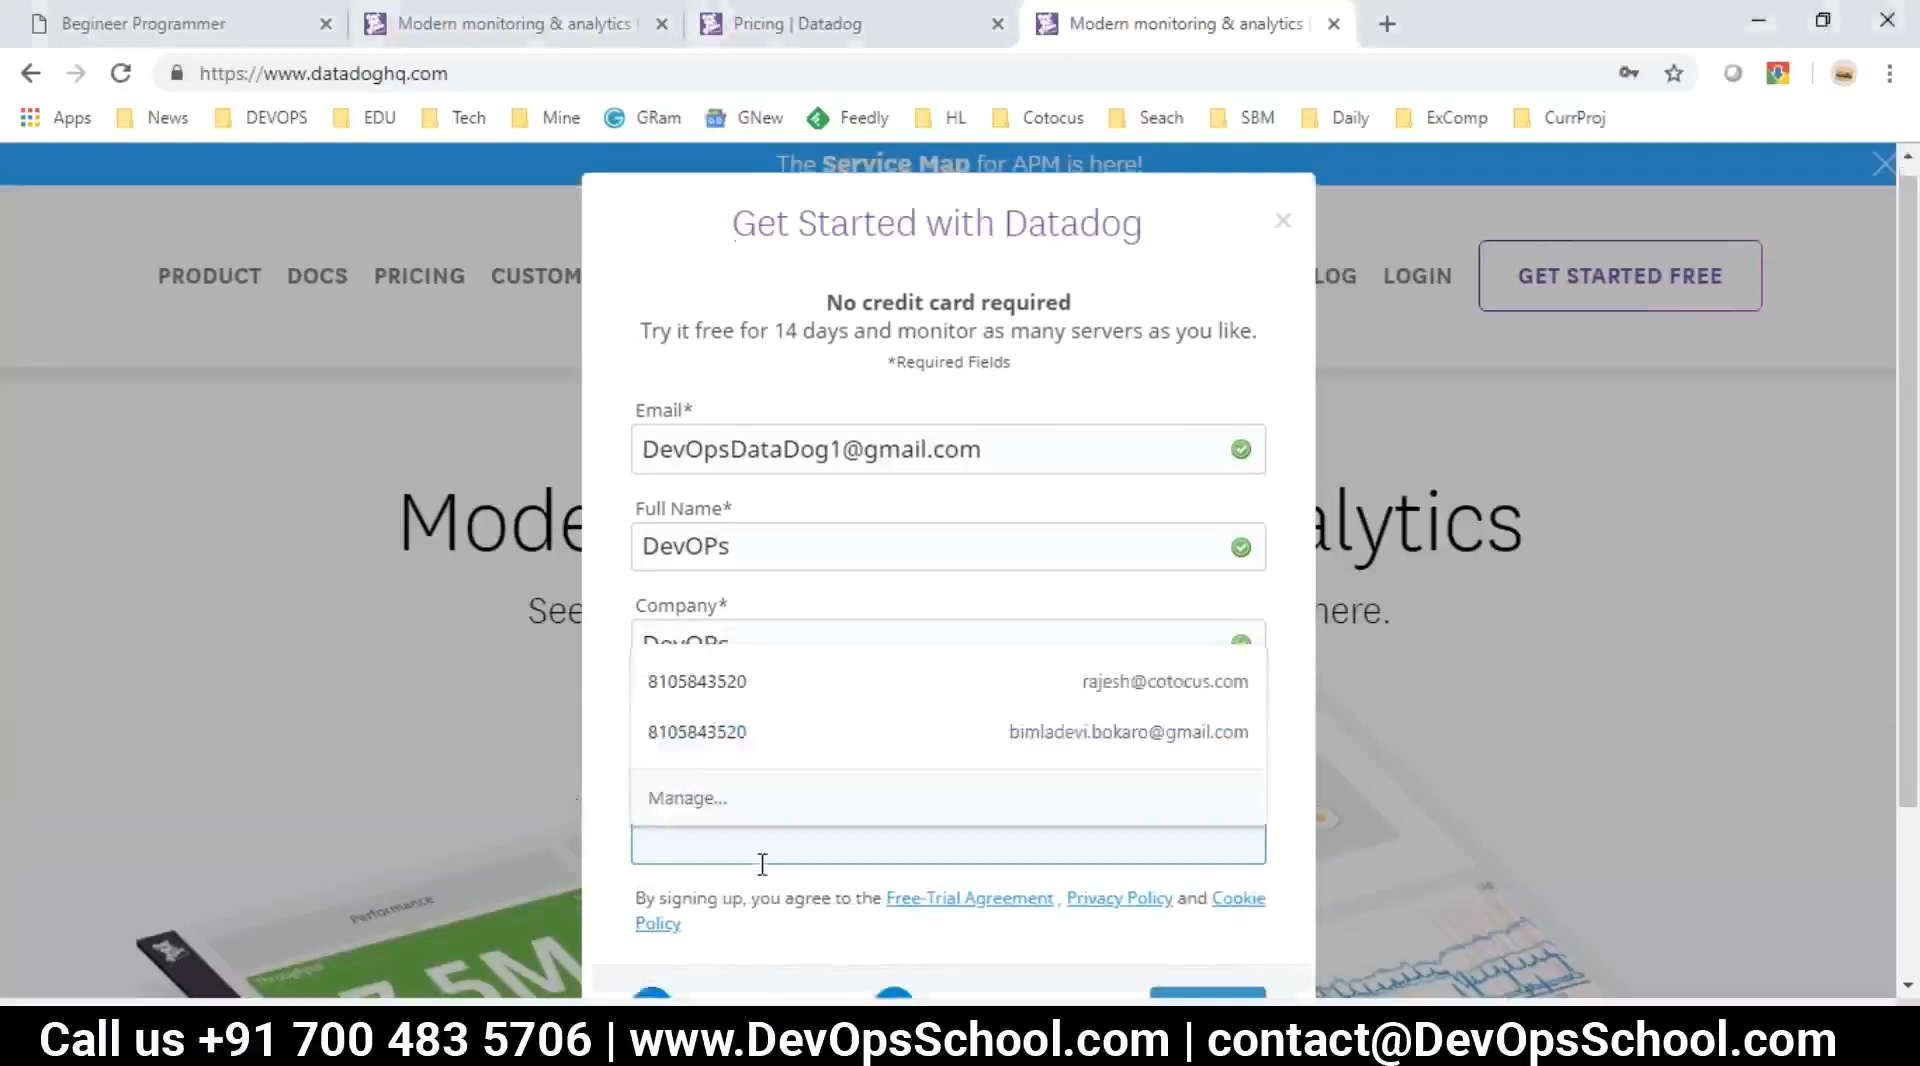 Begineer Programmer
Modern monitoring & analytics
Pricing | Datadog
Modern monitoring & analytics
https://www.datadoghq.com
Apps News DEVOPS EDU Tech Mine GRam GNew Feedly HL Cotocus Seach SBM Daily ExComp CurrProj
The Service Map for APM is here!
Get Started with Datadog
PRODUCT DOCS PRICING CUSTOM LOG LOGIN GET STARTED FREE
No credit card required
Try it free for 14 days and monitor as many servers as you like.
*Required Fields
Email*
DevOpsDataDog1@gmail.com
Full Name*
DevOPs
Mode alytics
Company*
See here.
DevOPs
8105843520 rajesh@cotocus.com
8105843520 bimladevi.bokaro@gmail.com
Manage...
By signing up, you agree to the Free-Trial Agreement , Privacy Policy and Cookie
Policy
Performance
Throughput
7.5M
Call us +91 700 483 5706 | www.DevOpsSchool.com | contact@DevOpsSchool.com